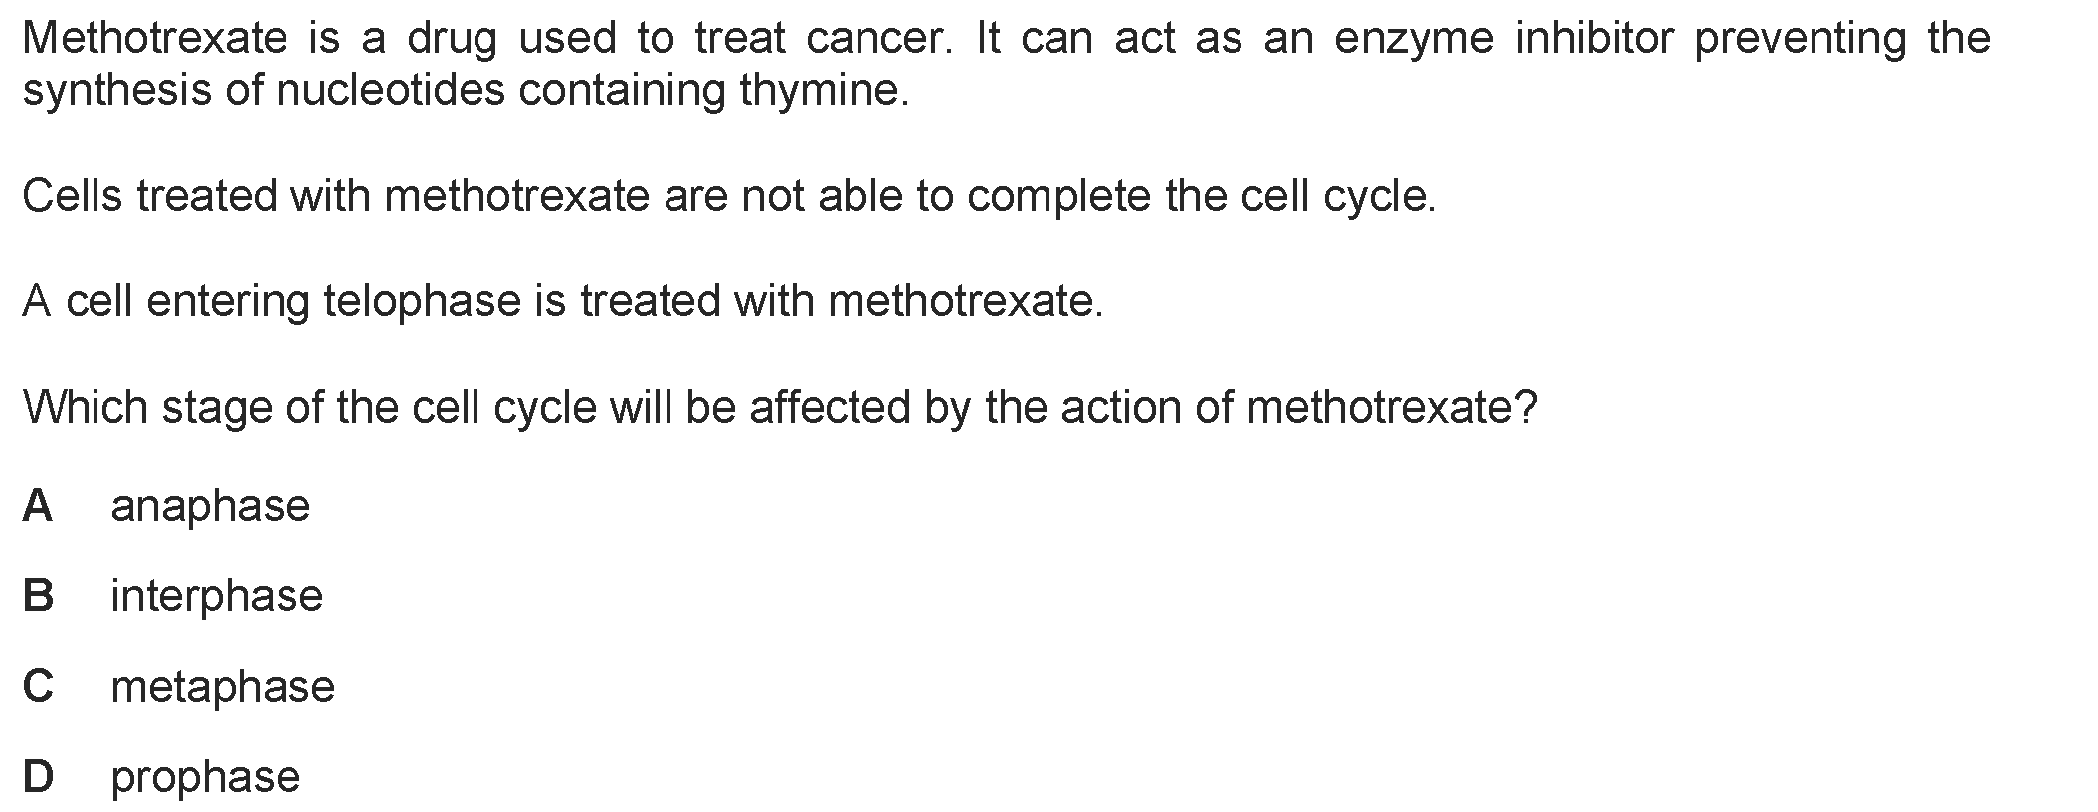 Methotrexate is a drug used to treat cancer. It can act as an enzyme inhibitor preventing the
synthesis of nucleotides containing thymine.
Cells treated with methotrexate are not able to complete the cell cycle.
A cell entering telophase is treated with methotrexate.
Which stage of the cell cycle will be affected by the action of methotrexate?
A anaphase
B interphase
C metaphase
D prophase